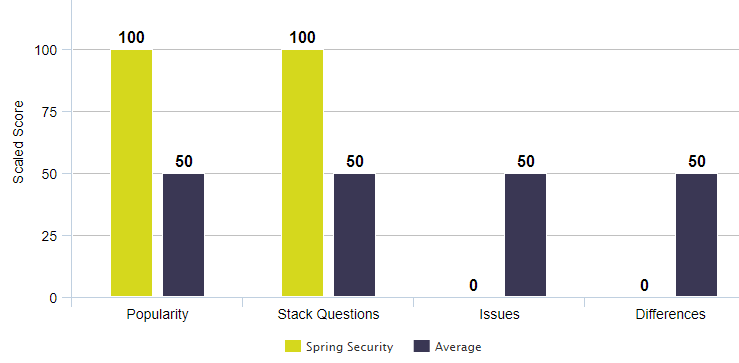 Scaled Score
100
75
50
25
0
100 50 100 50 0 50 0 50
Popularity Stack Questions Issues Differences
Spring Security Average